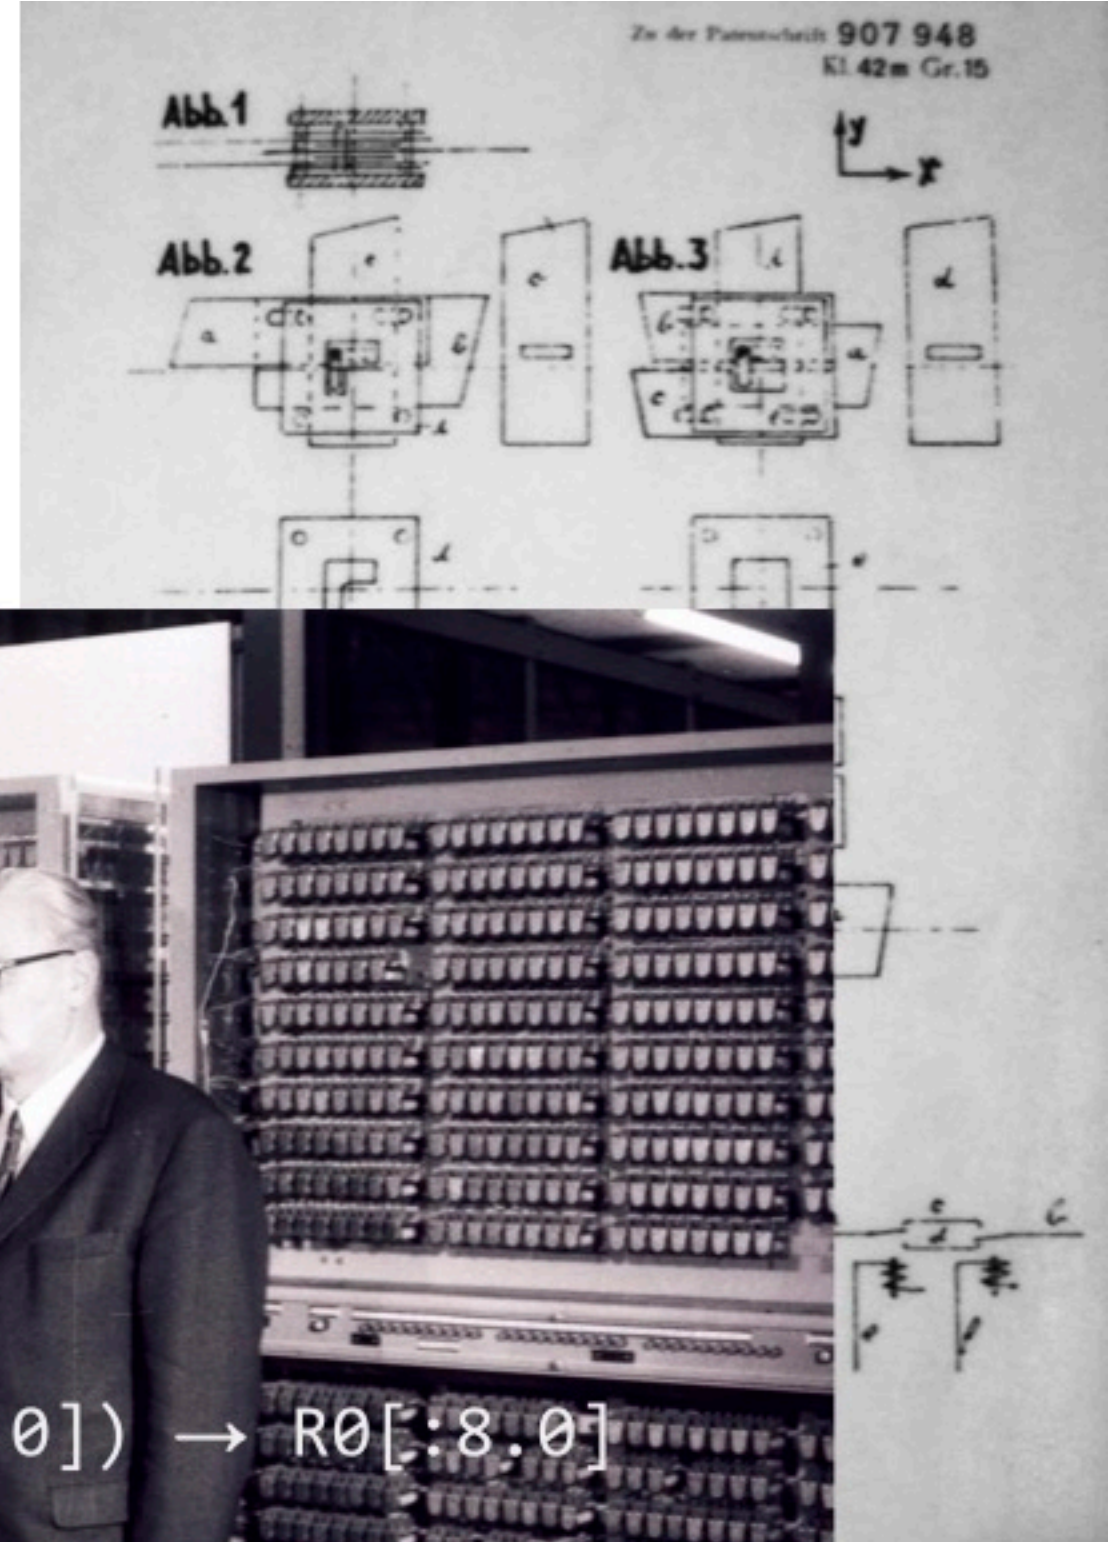 Zu der Patentschrift 907 948
Kl. 42m Gr. 15
Abb.1
y
x
Abb.2
Abb.3
e
c
i
d
a
b
b
a
c
i
c
d
b
0]) → R0[:8.0]